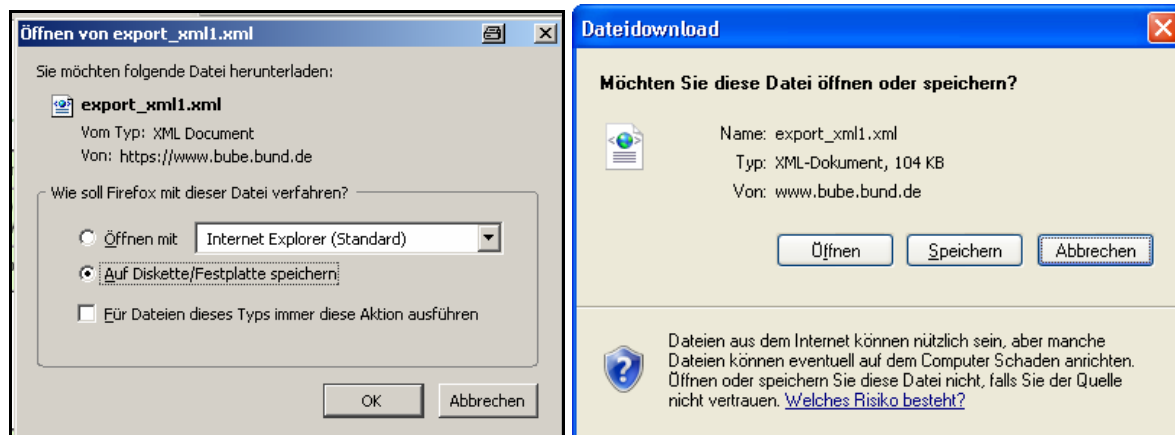 Öffnen von export_xml1.xml
Sie möchten folgende Datei herunterladen:
export_xml1.xml
Vom Typ: XML Document
Von: https://www.bube.bund.de
Wie soll Firefox mit dieser Datei verfahren?
Öffnen mit Internet Explorer (Standard)
Auf Diskette/Festplatte speichern
Für Dateien dieses Typs immer diese Aktion ausführen
OK Abbrechen
Dateidownload
Möchten Sie diese Datei öffnen oder speichern?
Name: export_xml1.xml
Typ: XML-Dokument, 104 KB
Von: www.bube.bund.de
Öffnen Speichern Abbrechen
Dateien aus dem Internet können nützlich sein, aber manche
Dateien können eventuell auf dem Computer Schaden anrichten.
Öffnen oder speichern Sie diese Datei nicht, falls Sie der Quelle
nicht vertrauen. Welches Risiko besteht?